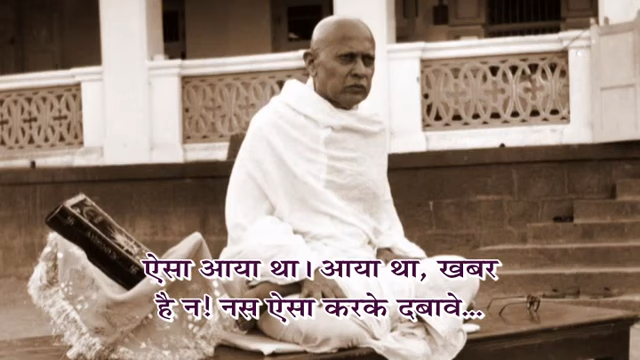 ऐसा आया था। आया था, खबर
है न! नस ऐसा करके दबावे...